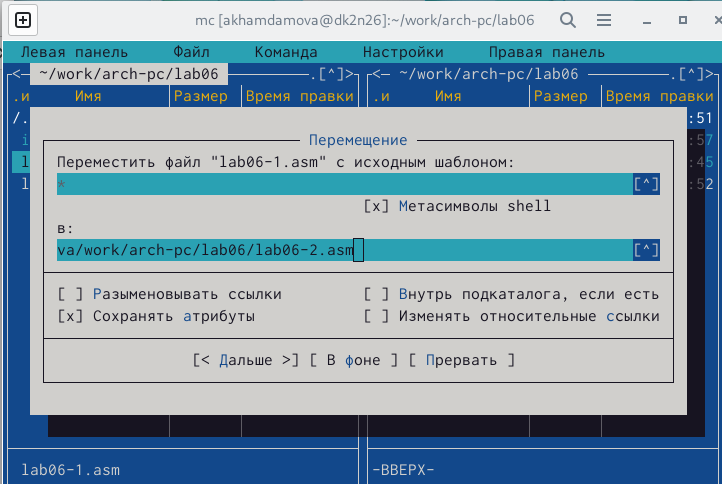 mc [akhamdamova@dk2n26]:~/work/arch-pc/lab06
Левая панель Файл Команда Настройки Правая панель
<— ~/work/arch-pc/lab06 .[^]> <— ~/work/arch-pc/lab06 .[^]>
.и Имя Размер Время правки .и Имя Размер Время правки
/. :51
Перемещение
i :57
Переместить файл "lab06-1.asm" с исходным шаблоном:
l :45
* [^]
l :52
[x] Метасимволы shell
в:
va/work/arch-pc/lab06/lab06-2.asm [^]
[ ] Разыменовывать ссылки [ ] Внутрь подкаталога, если есть
[x] Сохранять атрибуты [ ] Изменять относительные ссылки
[< Дальше >] [ В фоне ] [ Прервать ]
lab06-1.asm -ВВЕРХ-